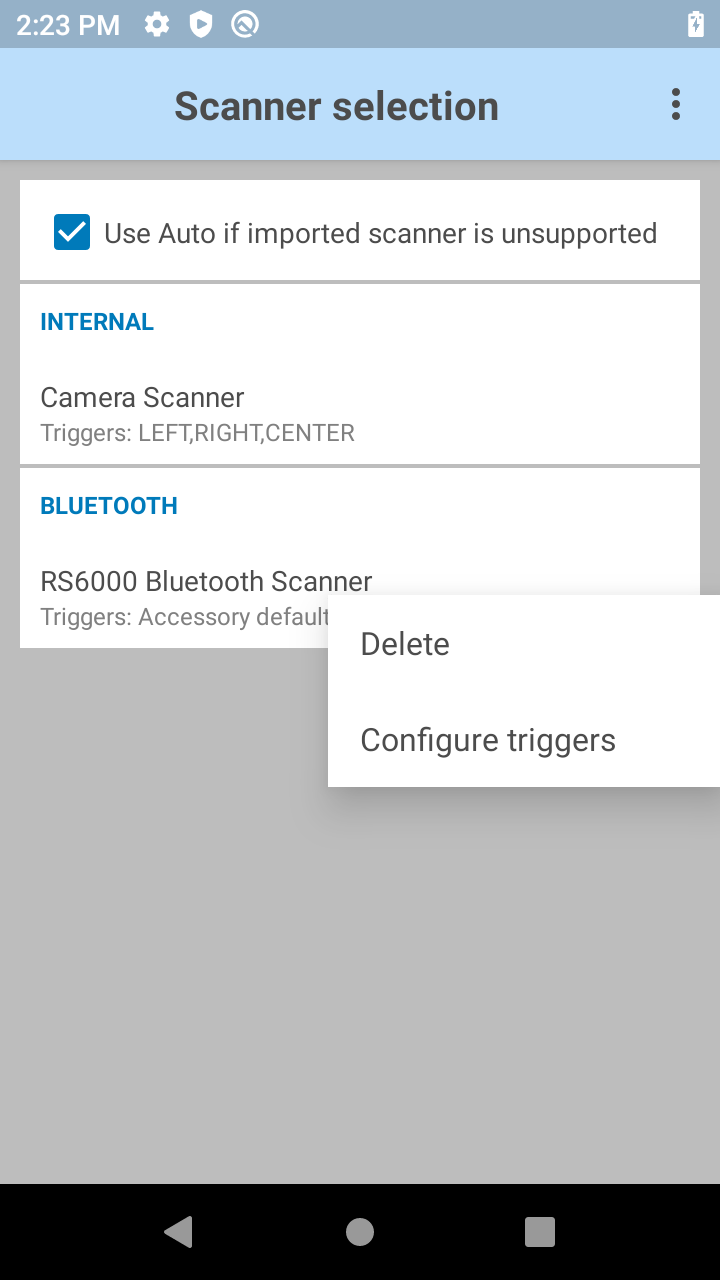 2:23 PM
Scanner selection
Use Auto if imported scanner is unsupported
INTERNAL
Camera Scanner
Triggers: LEFT,RIGHT,CENTER
BLUETOOTH
RS6000 Bluetooth Scanner
Triggers: Accessory default
Delete
Configure triggers